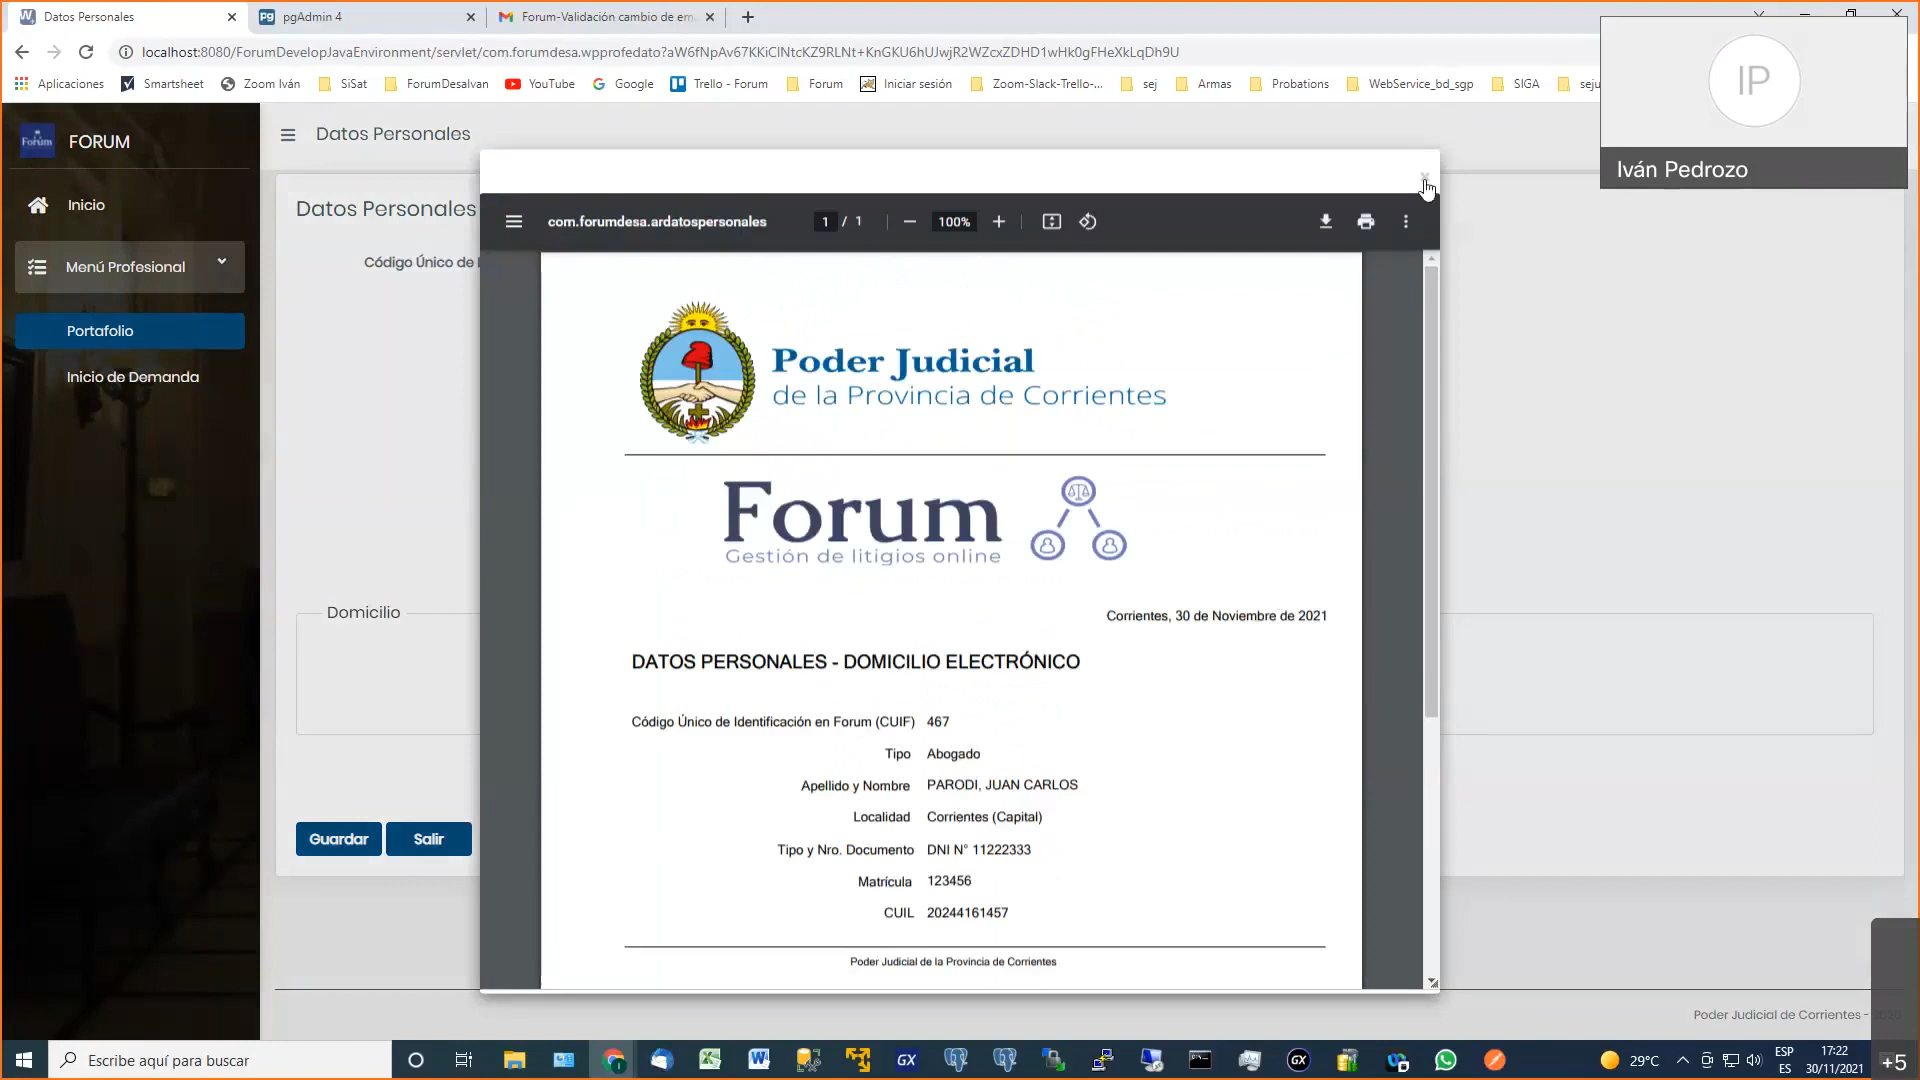 Datos Personales
pgAdmin 4
Forum-Validación cambio de em
localhost:8080/ForumDevelopJavaEnvironment/servlet/com.forumdesa.wpprofedato?aW6fNpAv67KKiClNtcKZ9RLNt+KnGKU6hUJwjR2WZcxZDHD1wHk0gFHeXkLqDh9U
Aplicaciones
Smartsheet
Zoom Iván
SiSat
ForumDesaIvan
YouTube
Google
Trello - Forum
Forum
Iniciar sesión
Zoom-Slack-Trello-...
sej
Armas
Probations
WebService_bd_sgp
SIGA
seju
IP
Iván Pedrozo
Forum
FORUM
Datos Personales
Inicio
Menú Profesional
Portafolio
Inicio de Demanda
Datos Personales
Código Único de I
Domicilio
Guardar
Salir
com.forumdesa.ardatospersonales
1 / 1
100%
Poder Judicial
de la Provincia de Corrientes
Forum
Gestión de litigios online
Corrientes, 30 de Noviembre de 2021
DATOS PERSONALES - DOMICILIO ELECTRÓNICO
Código Único de Identificación en Forum (CUIF) 467
Tipo Abogado
Apellido y Nombre PARODI, JUAN CARLOS
Localidad Corrientes (Capital)
Tipo y Nro. Documento DNI N° 11222333
Matrícula 123456
CUIL 20244161457
Poder Judicial de la Provincia de Corrientes
Poder Judicial de Corrientes -
Escribe aquí para buscar
GX
GX
29°C
ESP
ES
17:22
30/11/2021
+5